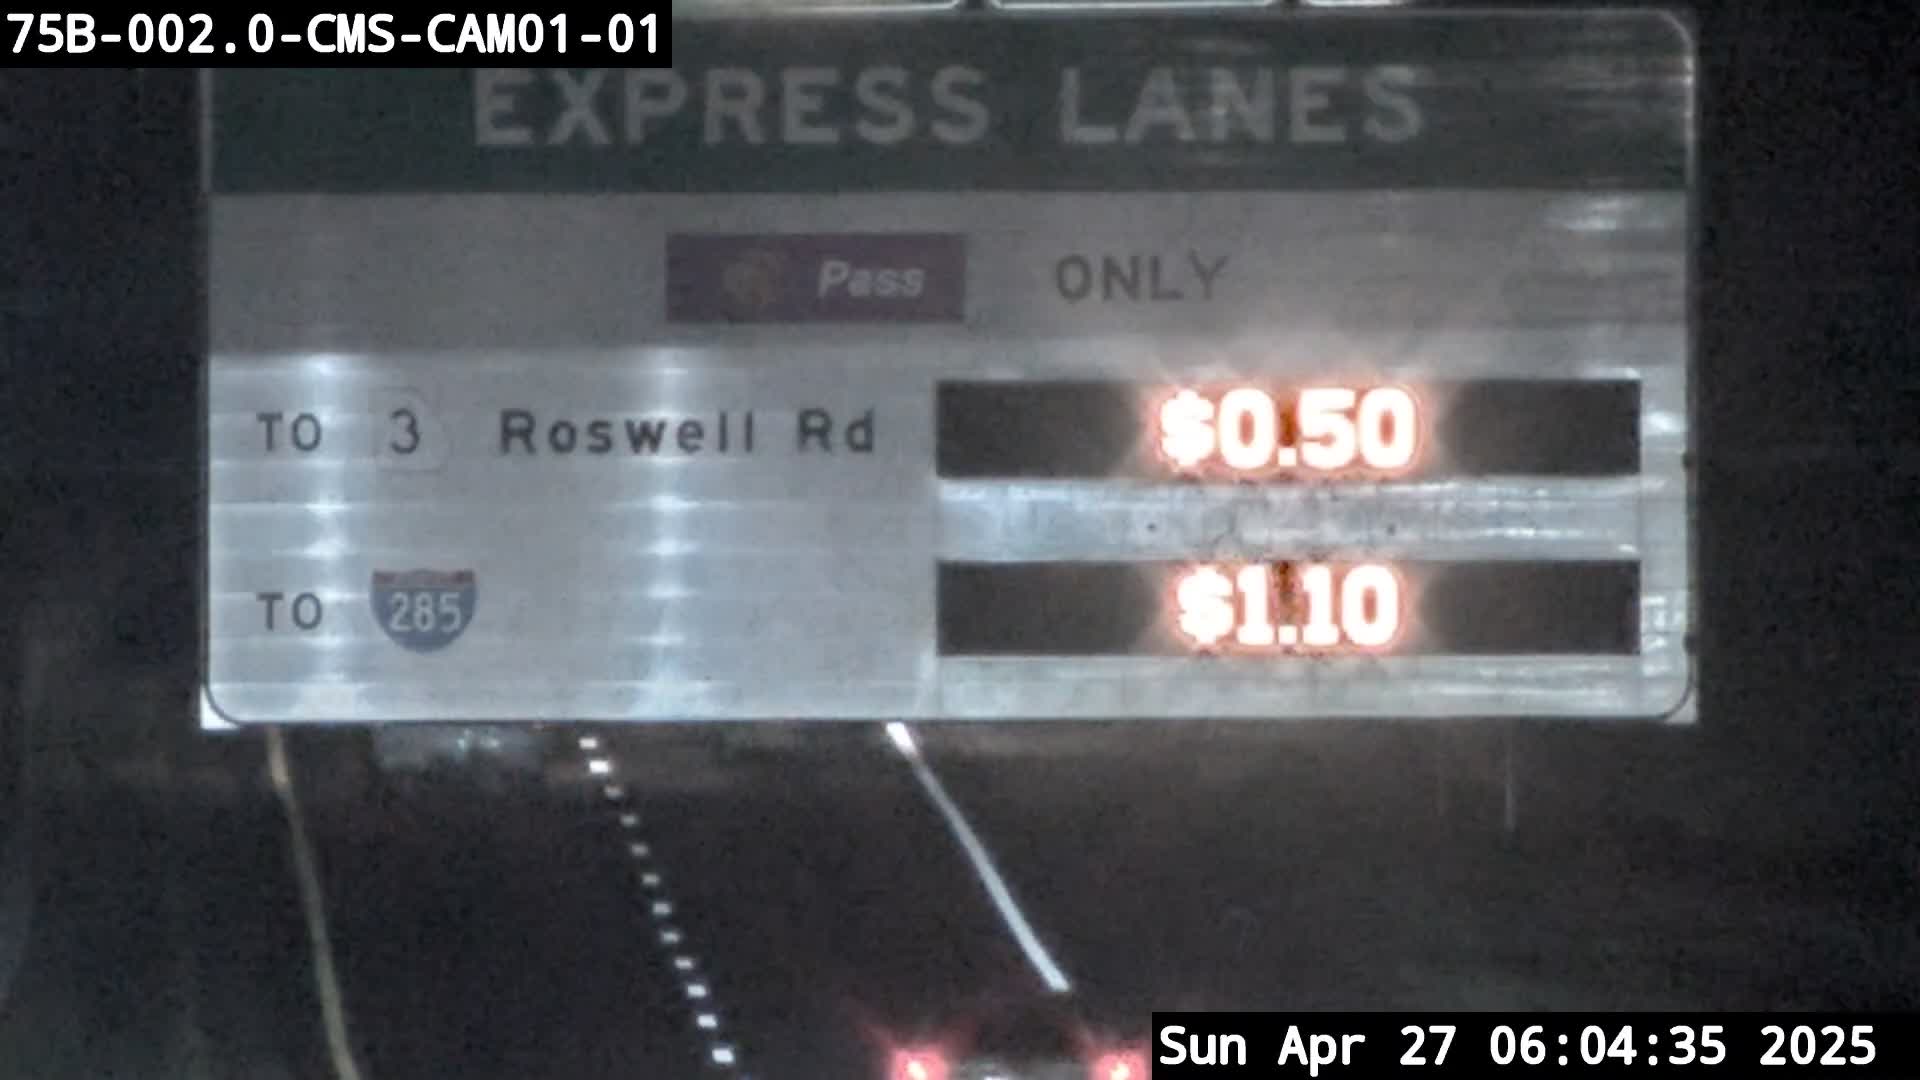 75B-002.0-CMS-CAM01-01
EXPRESS LANES
Pass ONLY
TO 3 Roswell Rd $0.50
TO 285 $1.10
Sun Apr 27 06:04:35 2025